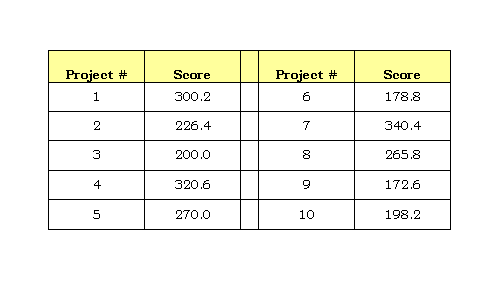 Project # Score Project # Score
1 300.2 6 178.8
2 226.4 7 340.4
3 200.0 8 265.8
4 320.6 9 172.6
5 270.0 10 198.2